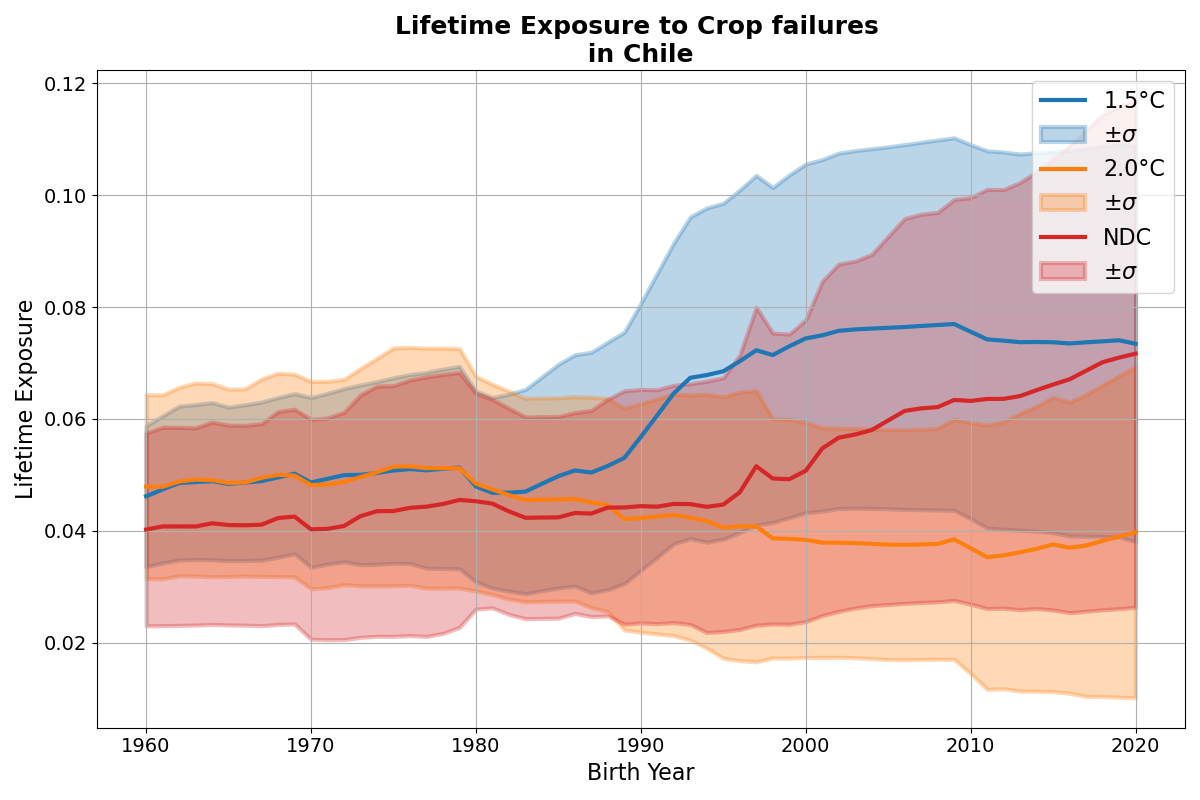 Lifetime Exposure to Crop failures
in Chile
0.12
0.10
0.08
0.06
0.04
0.02
Lifetime Exposure
1960
1970
1980
1990
2000
2010
2020
Birth Year
1.5°C
±σ
2.0°C
±σ
NDC
±σ